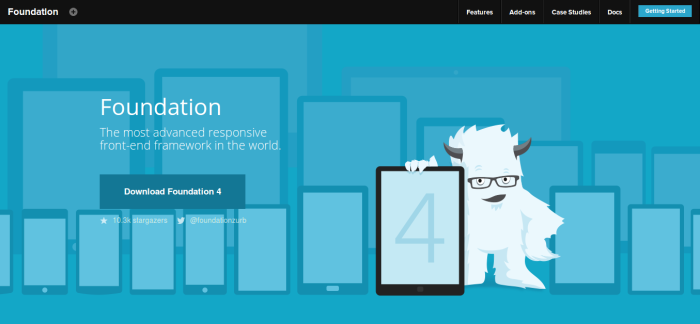 Foundation
Features
Add-ons
Case Studies
Docs
Getting Started
Foundation
The most advanced responsive
front-end framework in the world.
Download Foundation 4
10.3k stargazers
@foundationzurb
4